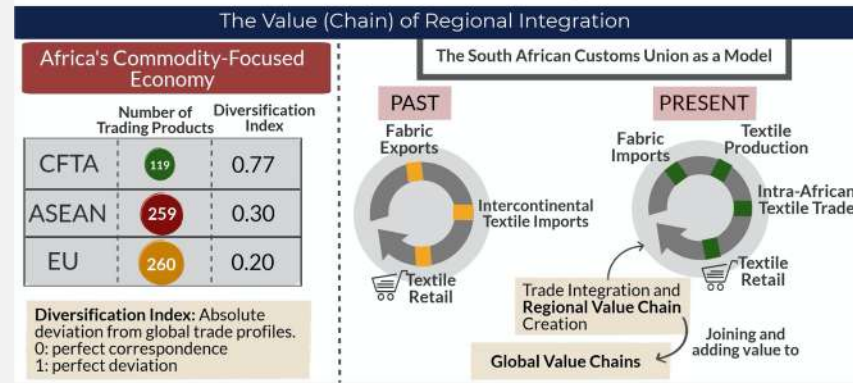 The Value (Chain) of Regional Integration
Africa's Commodity-Focused
Economy
Number of
Trading Products
Diversification
Index
CFTA 119 0.77
ASEAN 259 0.30
EU 260 0.20
Diversification Index: Absolute
deviation from global trade profiles.
0: perfect correspondence
1: perfect deviation
The South African Customs Union as a Model
PAST
Fabric
Exports
Intercontinental
Textile Imports
Textile
Retail
PRESENT
Fabric
Imports
Textile
Production
Intra-African
Textile Trade
Textile
Retail
Trade Integration and
Regional Value Chain
Creation
Joining and
adding value to
Global Value Chains